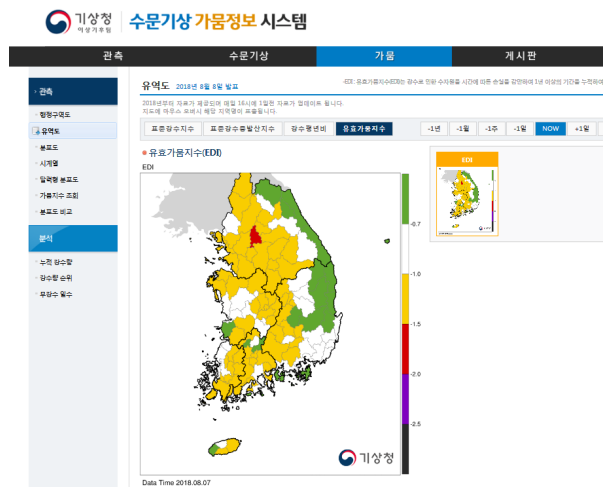 기상청
이상기후팀
수문기상 가뭄정보 시스템
관측 수문기상 가뭄 게시판
관측
행정구역도
유역도
분포도
시계열
달력형 분포도
가뭄지수 조회
분포도 비교
분석
누적 강수량
강수량 순위
무강수 일수
유역도 2018년 8월 8일 발표
2018년부터 자료가 제공되며 매일 16시에 1일전 자료가 업데이트 됩니다.
지도에 마우스 오버시 해당 지역명이 표출됩니다.
표준강수지수 표준강수증발산지수 강수평년비 유효가뭄지수
-1년 -1월 -1주 -1일 NOW +1일
유효가뭄지수(EDI)
EDI
-0.7
-1.0
-1.5
-2.0
-2.5
기상청
Data Time 2018.08.07
EDI